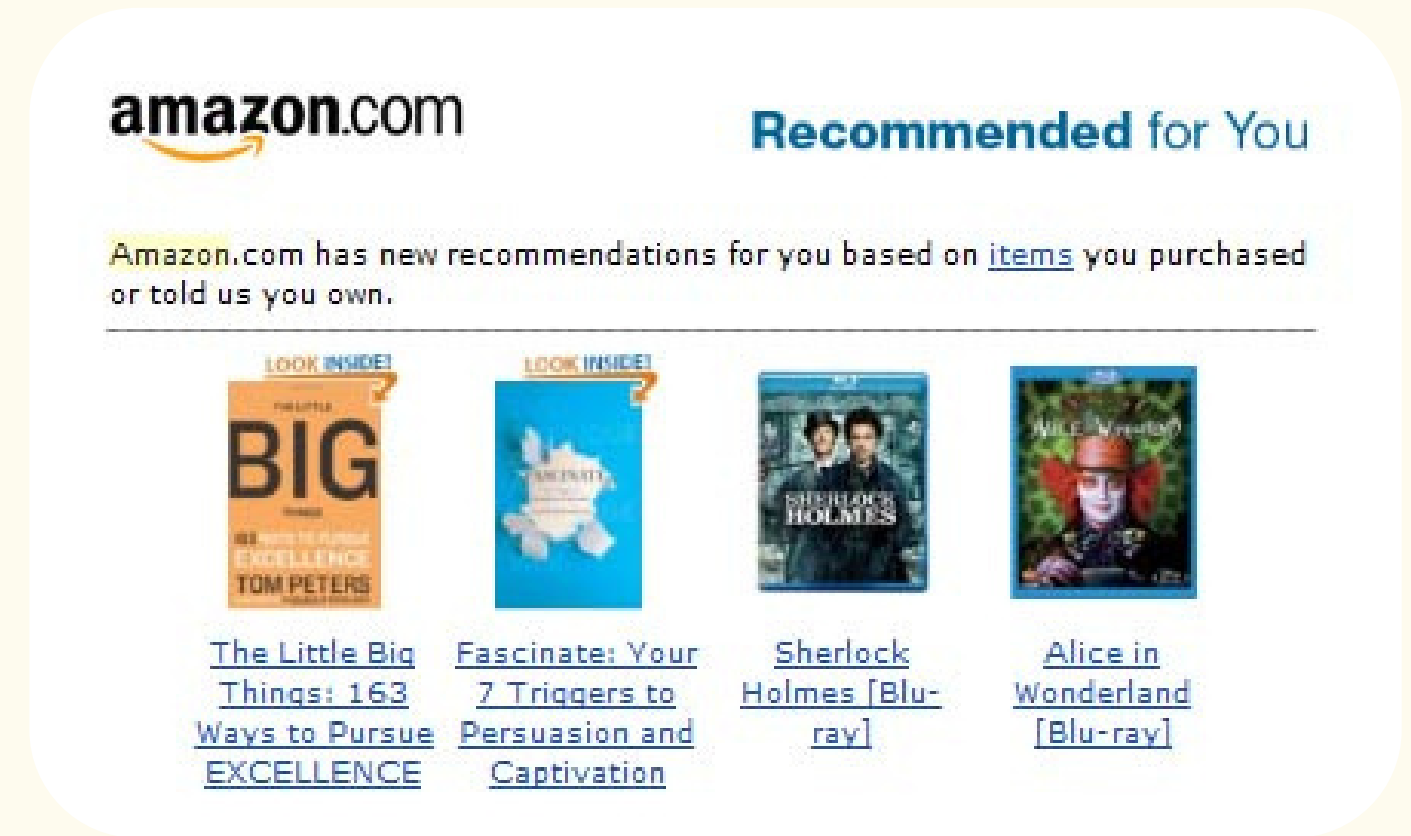 amazon.com
Recommended for You
Amazon.com has new recommendations for you based on items you purchased
or told us you own.
LOOK INSIDE!
LOOK INSIDE!
THE LITTLE
BIG
THINGS
163 WAYS TO PURSUE
EXCELLENCE
TOM PETERS
FASCINATE
SHERLOCK
HOLMES
The Little Big
Things: 163
Ways to Pursue
EXCELLENCE
Fascinate: Your
7 Triggers to
Persuasion and
Captivation
Sherlock
Holmes [Blu-
ray]
Alice in
Wonderland
[Blu-ray]